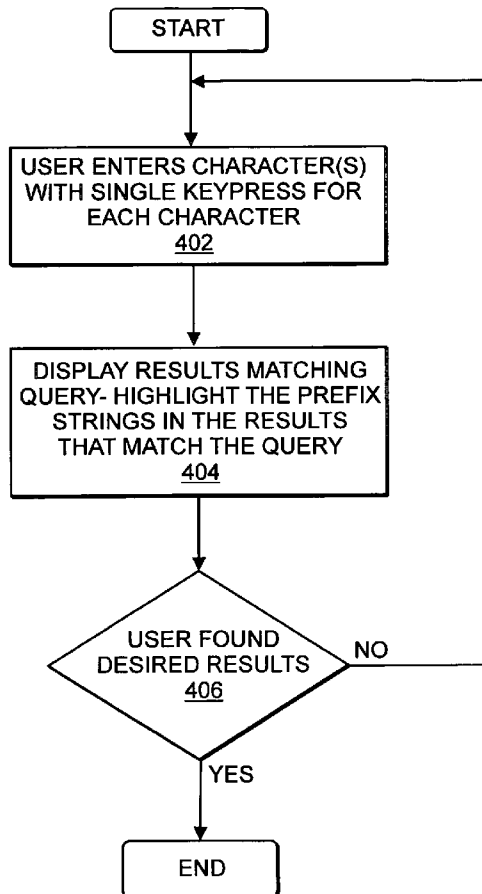 START
USER ENTERS CHARACTER(S)
WITH SINGLE KEYPRESS FOR
EACH CHARACTER
402
DISPLAY RESULTS MATCHING
QUERY- HIGHLIGHT THE PREFIX
STRINGS IN THE RESULTS
THAT MATCH THE QUERY
404
USER FOUND
DESIRED RESULTS
406
NO
YES
END